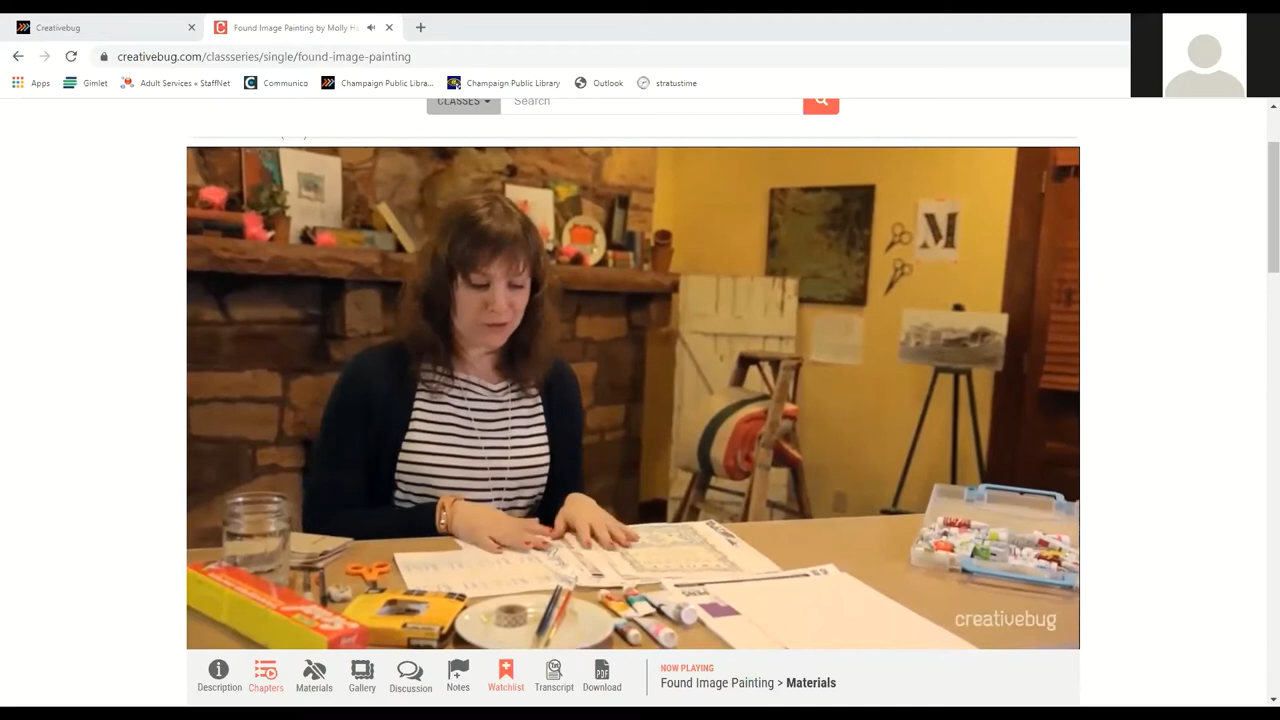 Creativebug
Found Image Painting by Molly Ha
creativebug.com/classseries/single/found-image-painting
Apps
Gimlet
Adult Services « StaffNet
Communico
Champaign Public Libra...
Champaign Public Library
Outlook
stratustime
CLASSES
Search
M
creativebug
Description
Chapters
Materials
Gallery
Discussion
Notes
Watchlist
Transcript
PDF
Download
NOW PLAYING
Found Image Painting > Materials